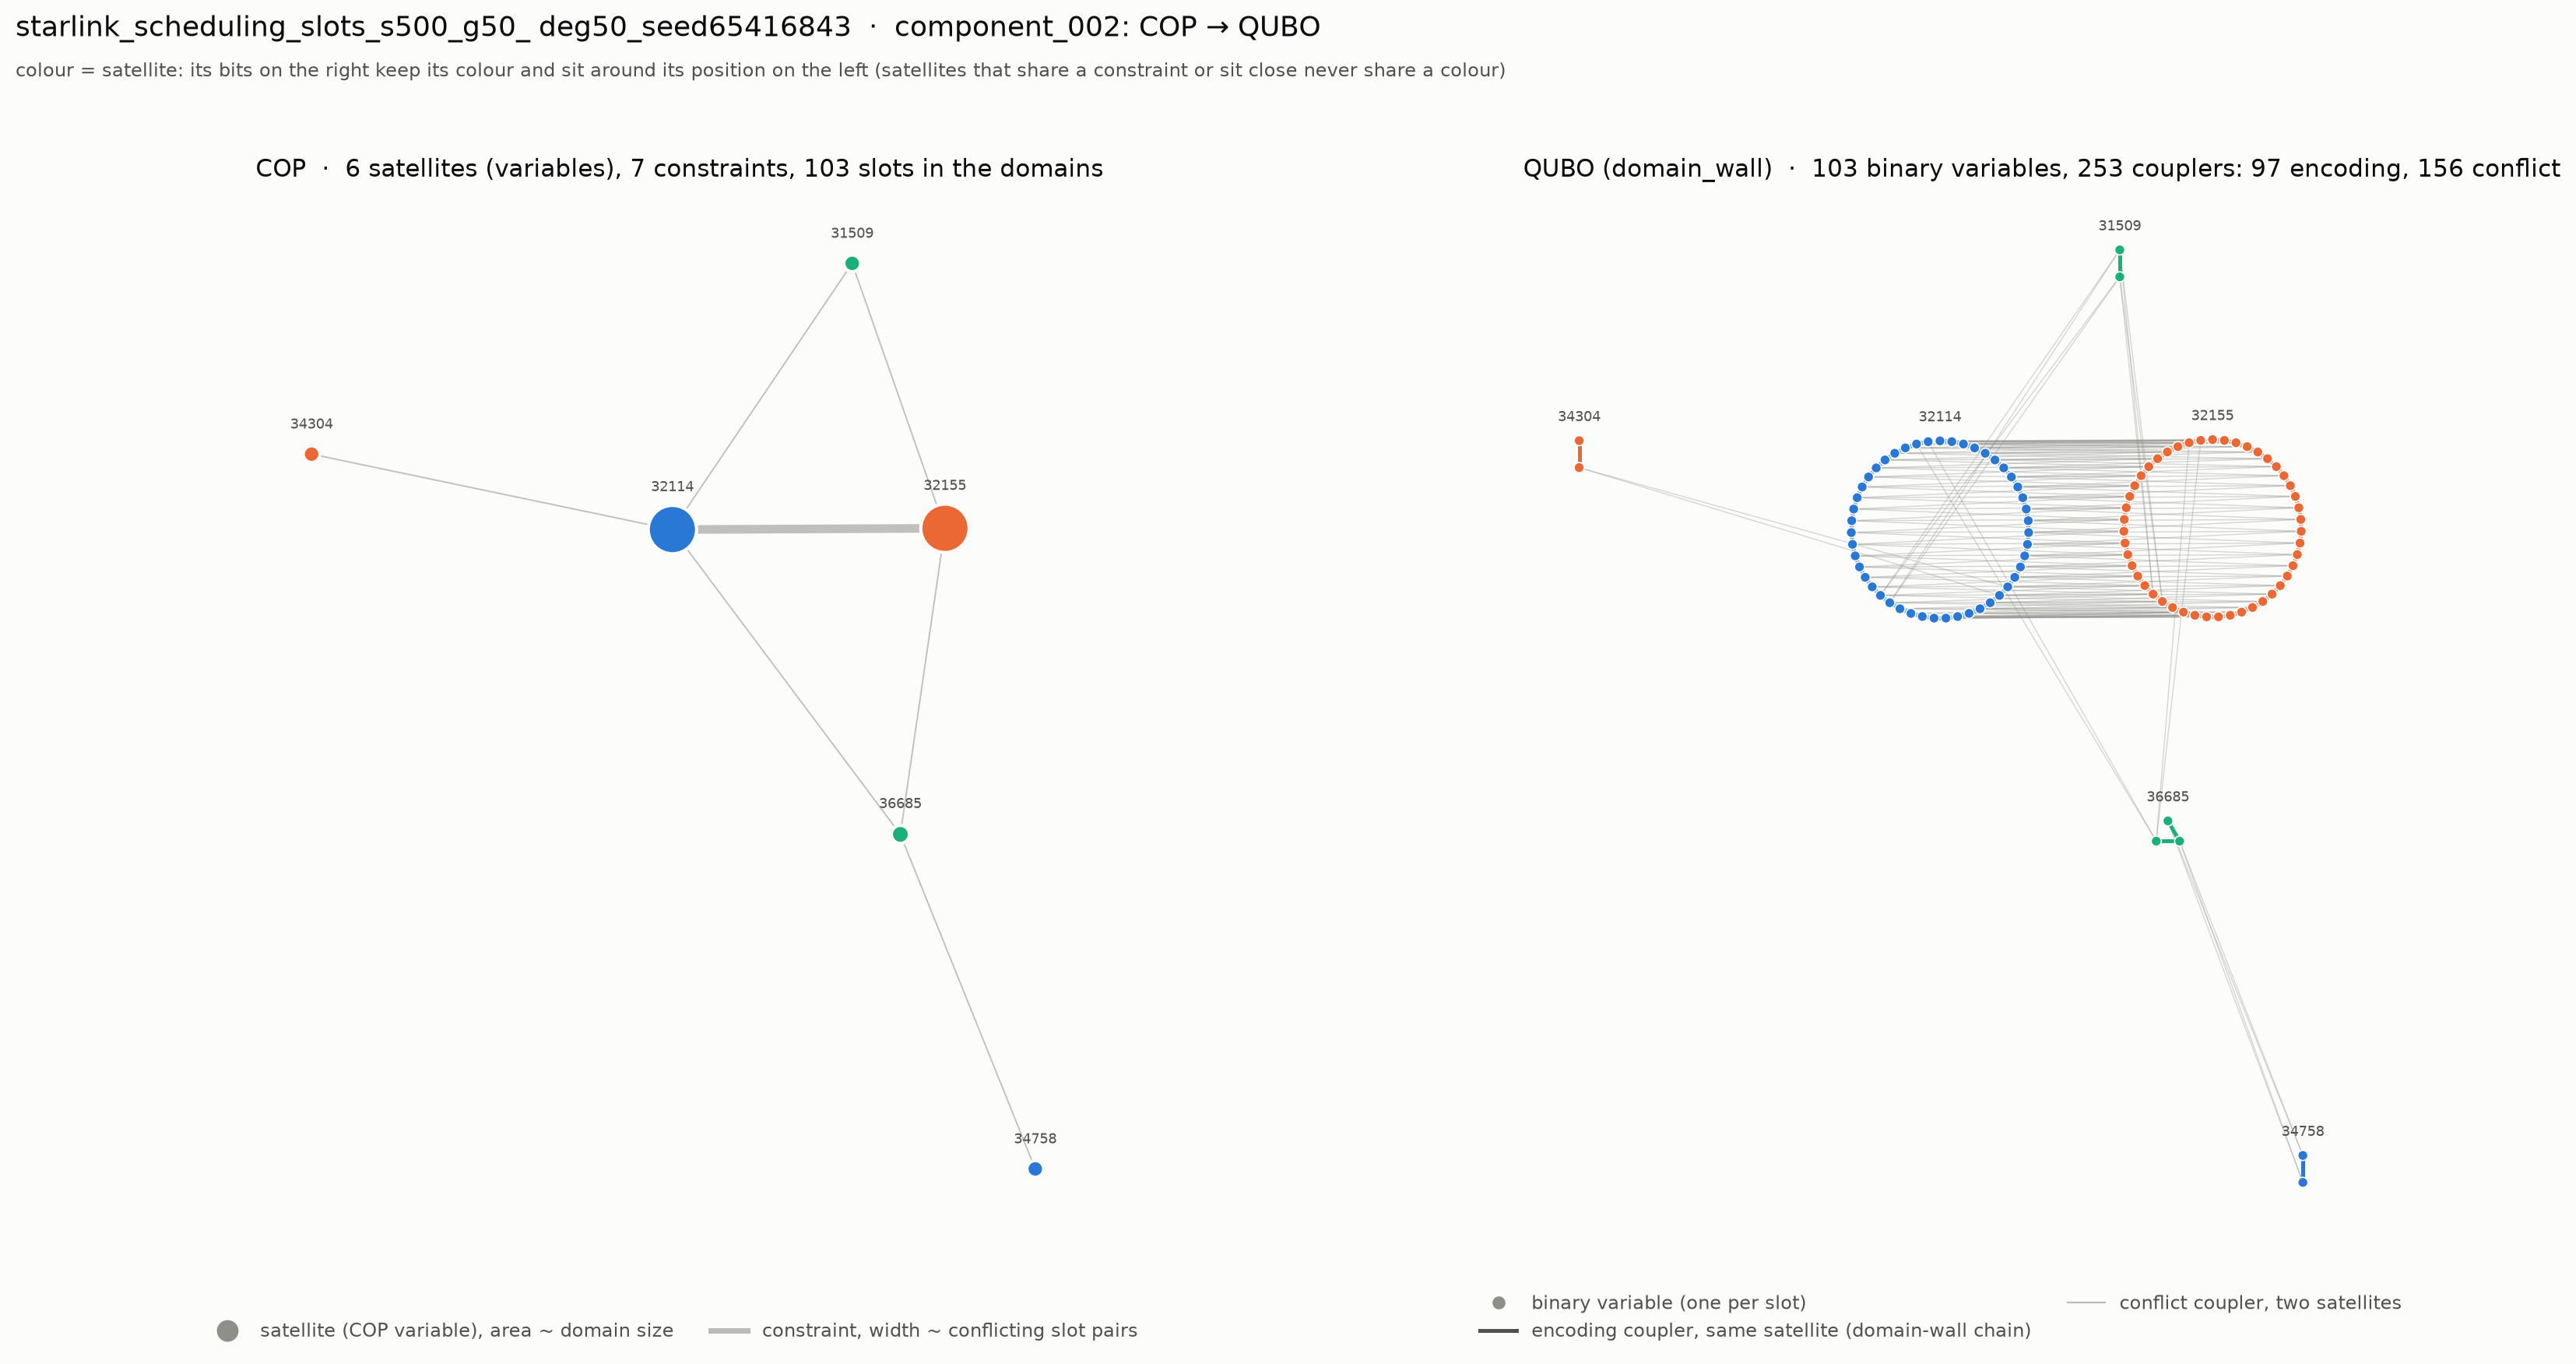 starlink_scheduling_slots_s500_g50_ deg50_seed65416843 · component_002: COP → QUBO
colour = satellite: its bits on the right keep its colour and sit around its position on the left (satellites that share a constraint or sit close never share a colour)
COP · 6 satellites (variables), 7 constraints, 103 slots in the domains
31509
34304
32114
32155
36685
34758
satellite (COP variable), area ~ domain size
constraint, width ~ conflicting slot pairs
QUBO (domain_wall) · 103 binary variables, 253 couplers: 97 encoding, 156 conflict
31509
34304
32114
32155
36685
34758
binary variable (one per slot)
conflict coupler, two satellites
encoding coupler, same satellite (domain-wall chain)